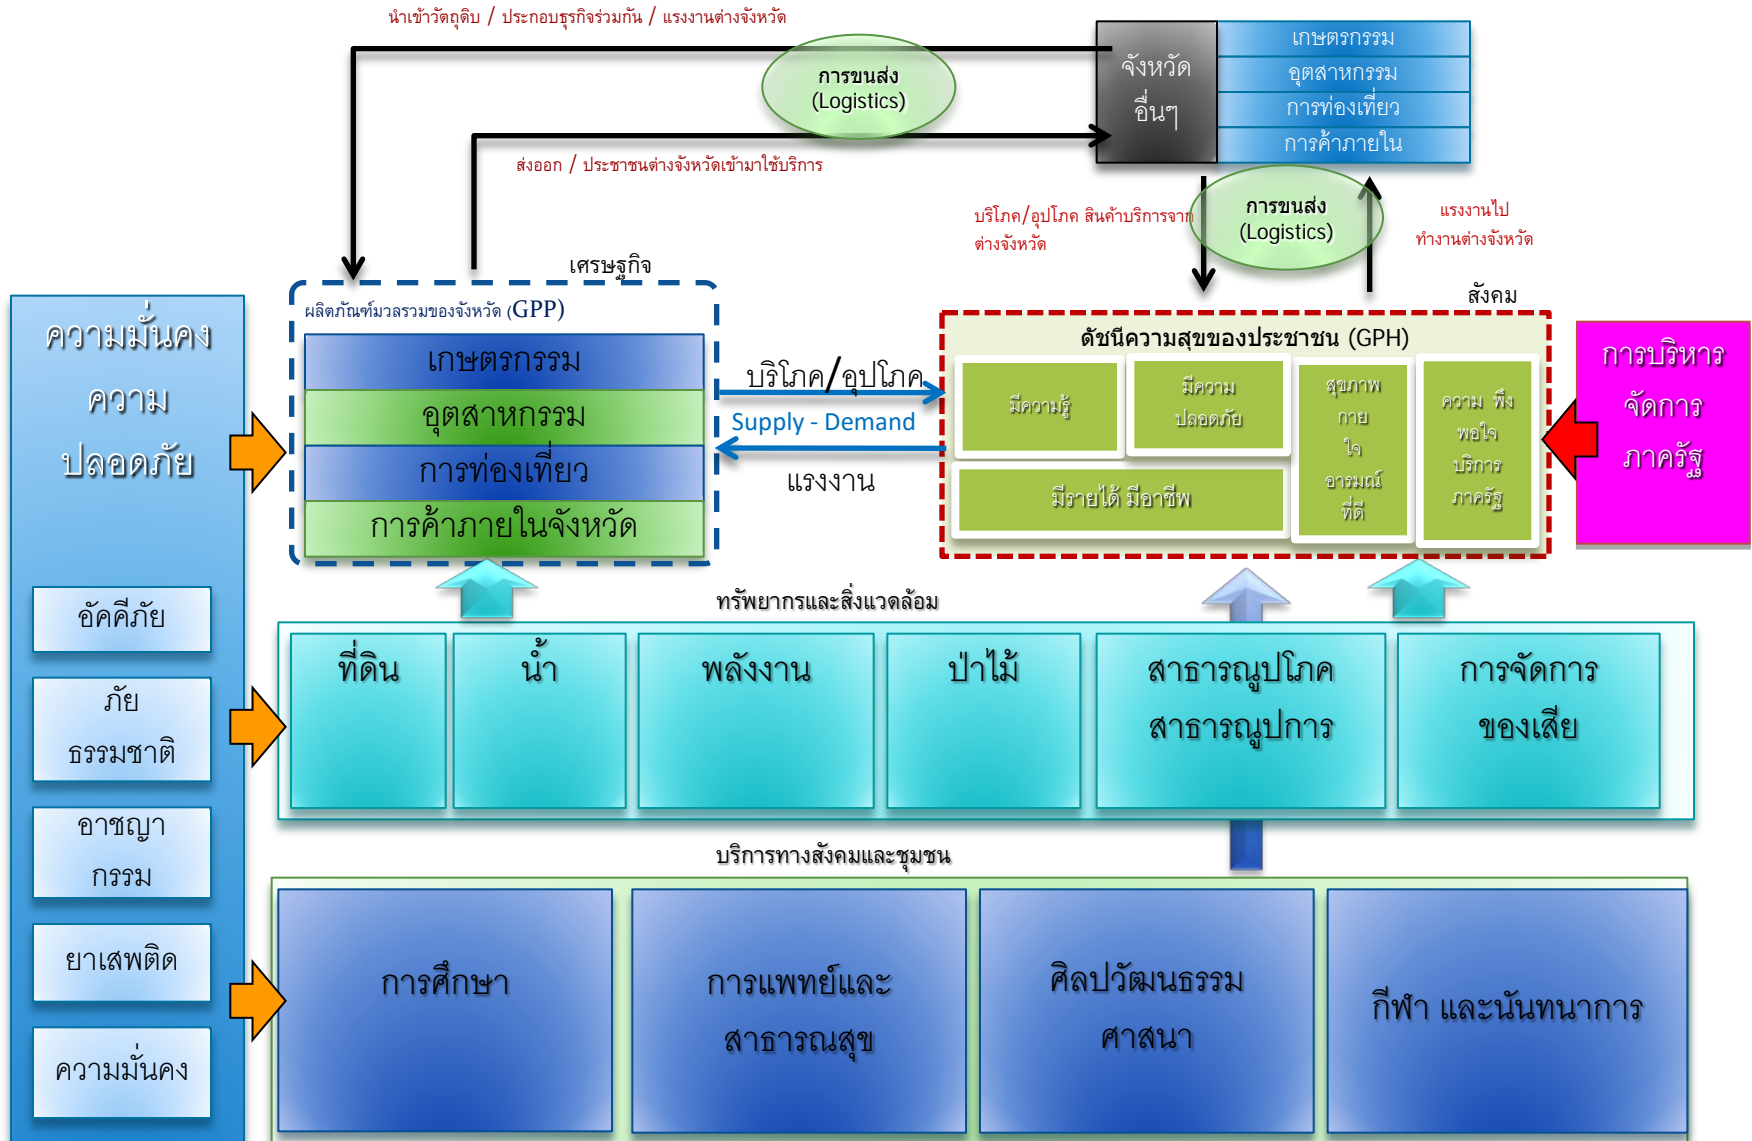 นำเข้าวัตถุดิบ / ประกอบธุรกิจร่วมกัน / แรงงานต่างจังหวัด
การขนส่ง
(Logistics)
จังหวัด
อื่นๆ
เกษตรกรรม
อุตสาหกรรม
การท่องเที่ยว
การค้าภายใน
ส่งออก / ประชาชนต่างจังหวัดเข้ามาใช้บริการ
บริโภค/อุปโภค สินค้าบริการจาก
ต่างจังหวัด
การขนส่ง
(Logistics)
แรงงานไป
ทำงานต่างจังหวัด
เศรษฐกิจ
สังคม
ความมั่นคง
ความ
ปลอดภัย
อัคคีภัย
ภัย
ธรรมชาติ
อาชญา
กรรม
ยาเสพติด
ความมั่นคง
ผลิตภัณฑ์มวลรวมของจังหวัด (GPP)
เกษตรกรรม
อุตสาหกรรม
การท่องเที่ยว
การค้าภายในจังหวัด
บริโภค/อุปโภค
Supply - Demand
แรงงาน
ดัชนีความสุขของประชาชน (GPH)
มีความรู้
มีความ
ปลอดภัย
สุขภาพ
กาย
ใจ
อารมณ์
ที่ดี
ความ พึง
พอใจ
บริการ
ภาครัฐ
มีรายได้ มีอาชีพ
การบริหาร
จัดการ
ภาครัฐ
ทรัพยากรและสิ่งแวดล้อม
ที่ดิน
น้ำ
พลังงาน
ป่าไม้
สาธารณูปโภค
สาธารณูปการ
การจัดการ
ของเสีย
บริการทางสังคมและชุมชน
การศึกษา
การแพทย์และ
สาธารณสุข
ศิลปวัฒนธรรม
ศาสนา
กีฬา และนันทนาการ